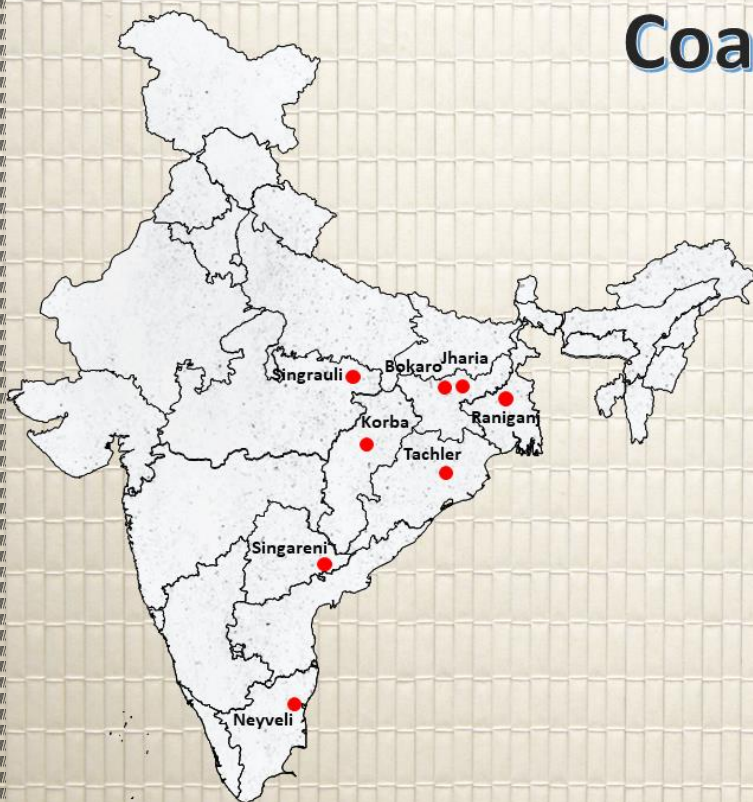 Coa
Singrauli
Bokaro
Jharia
Raniganj
Korba
Tachler
Singareni
Neyveli